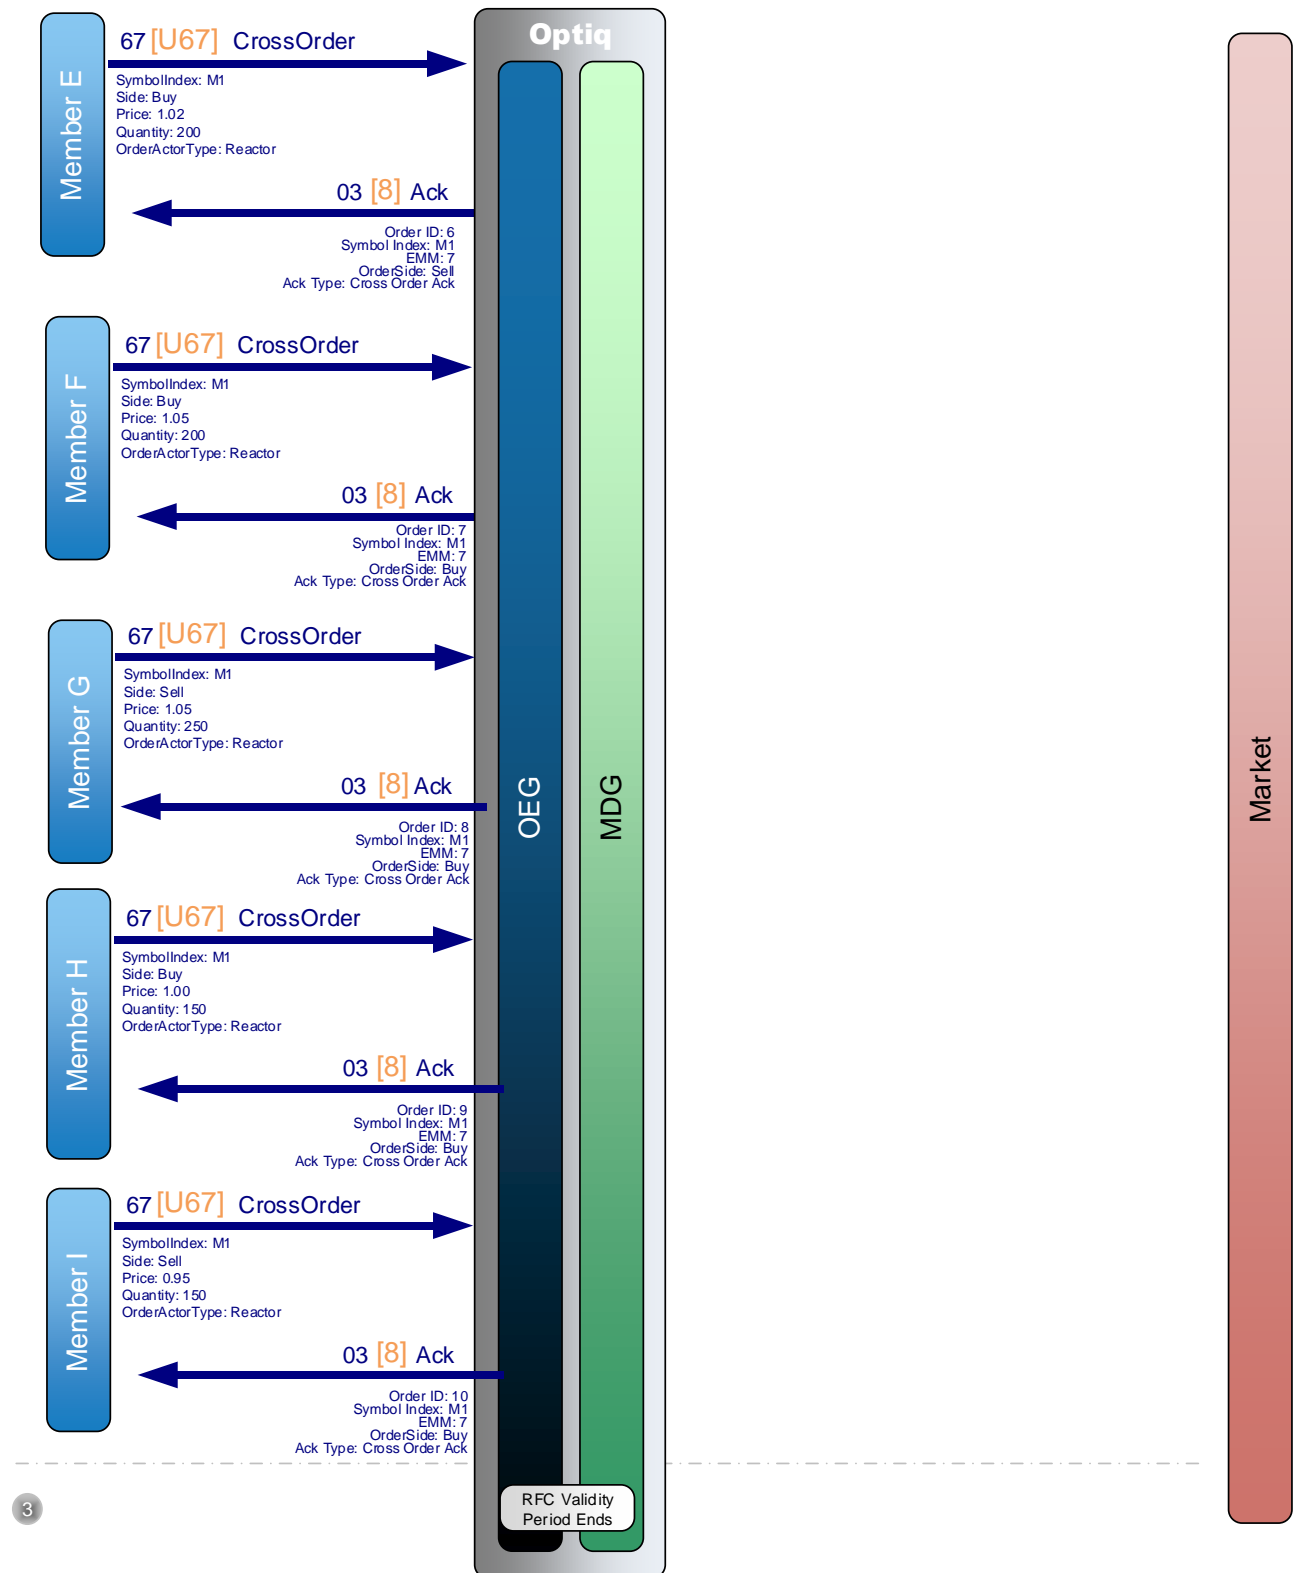 Optiq
Member E
67 [U67] CrossOrder
SymbolIndex: M1
Side: Buy
Price: 1.02
Quantity: 200
OrderActorType: Reactor
03 [8] Ack
Order ID: 6
Symbol Index: M1
EMM: 7
OrderSide: Sell
Ack Type: Cross Order Ack
Member F
67 [U67] CrossOrder
SymbolIndex: M1
Side: Buy
Price: 1.05
Quantity: 200
OrderActorType: Reactor
03 [8] Ack
Order ID: 7
Symbol Index: M1
EMM: 7
OrderSide: Buy
Ack Type: Cross Order Ack
Member G
67 [U67] CrossOrder
SymbolIndex: M1
Side: Sell
Price: 1.05
Quantity: 250
OrderActorType: Reactor
03 [8] Ack
Order ID: 8
Symbol Index: M1
EMM: 7
OrderSide: Buy
Ack Type: Cross Order Ack
OEG
MDG
Market
Member H
67 [U67] CrossOrder
SymbolIndex: M1
Side: Buy
Price: 1.00
Quantity: 150
OrderActorType: Reactor
03 [8] Ack
Order ID: 9
Symbol Index: M1
EMM: 7
OrderSide: Buy
Ack Type: Cross Order Ack
Member I
67 [U67] CrossOrder
SymbolIndex: M1
Side: Sell
Price: 0.95
Quantity: 150
OrderActorType: Reactor
03 [8] Ack
Order ID: 10
Symbol Index: M1
EMM: 7
OrderSide: Buy
Ack Type: Cross Order Ack
3
RFC Validity
Period Ends